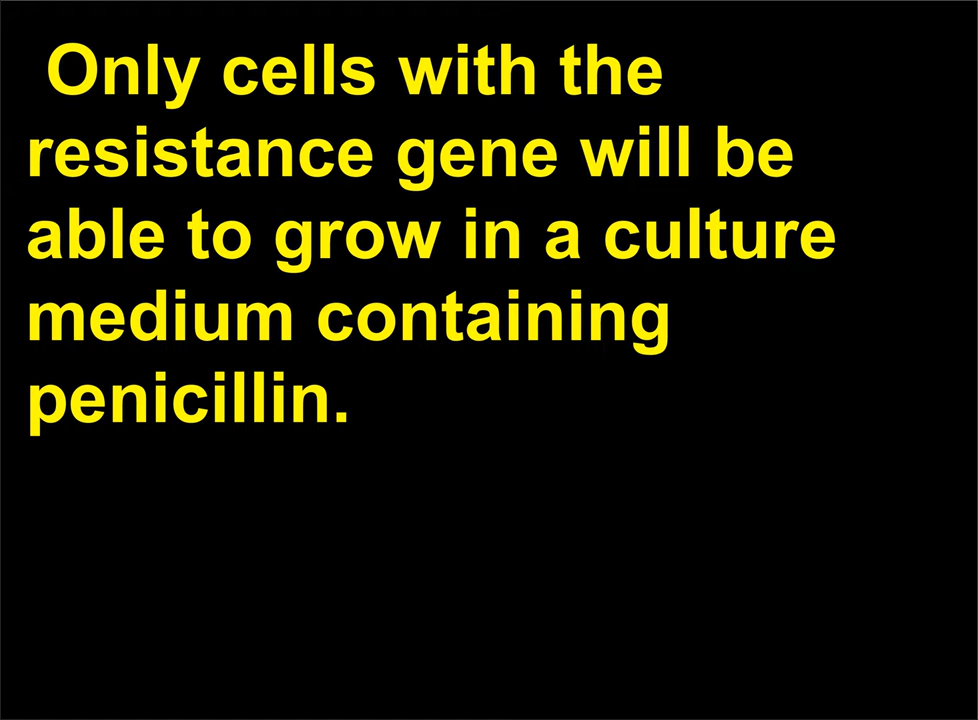 Only cells with the
resistance gene will be
able to grow in a culture
medium containing
penicillin.